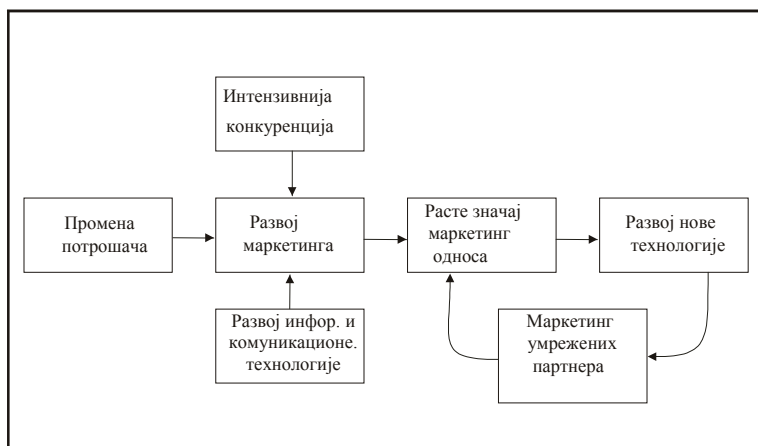 Интензивнија
конкуренција
Промена
потрошача
Развој
маркетинга
Расте значај
маркетинг
односа
Развој нове
технологије
Развој инфор. и
комуникационе.
технологије
Маркетинг
умрежених
партнера